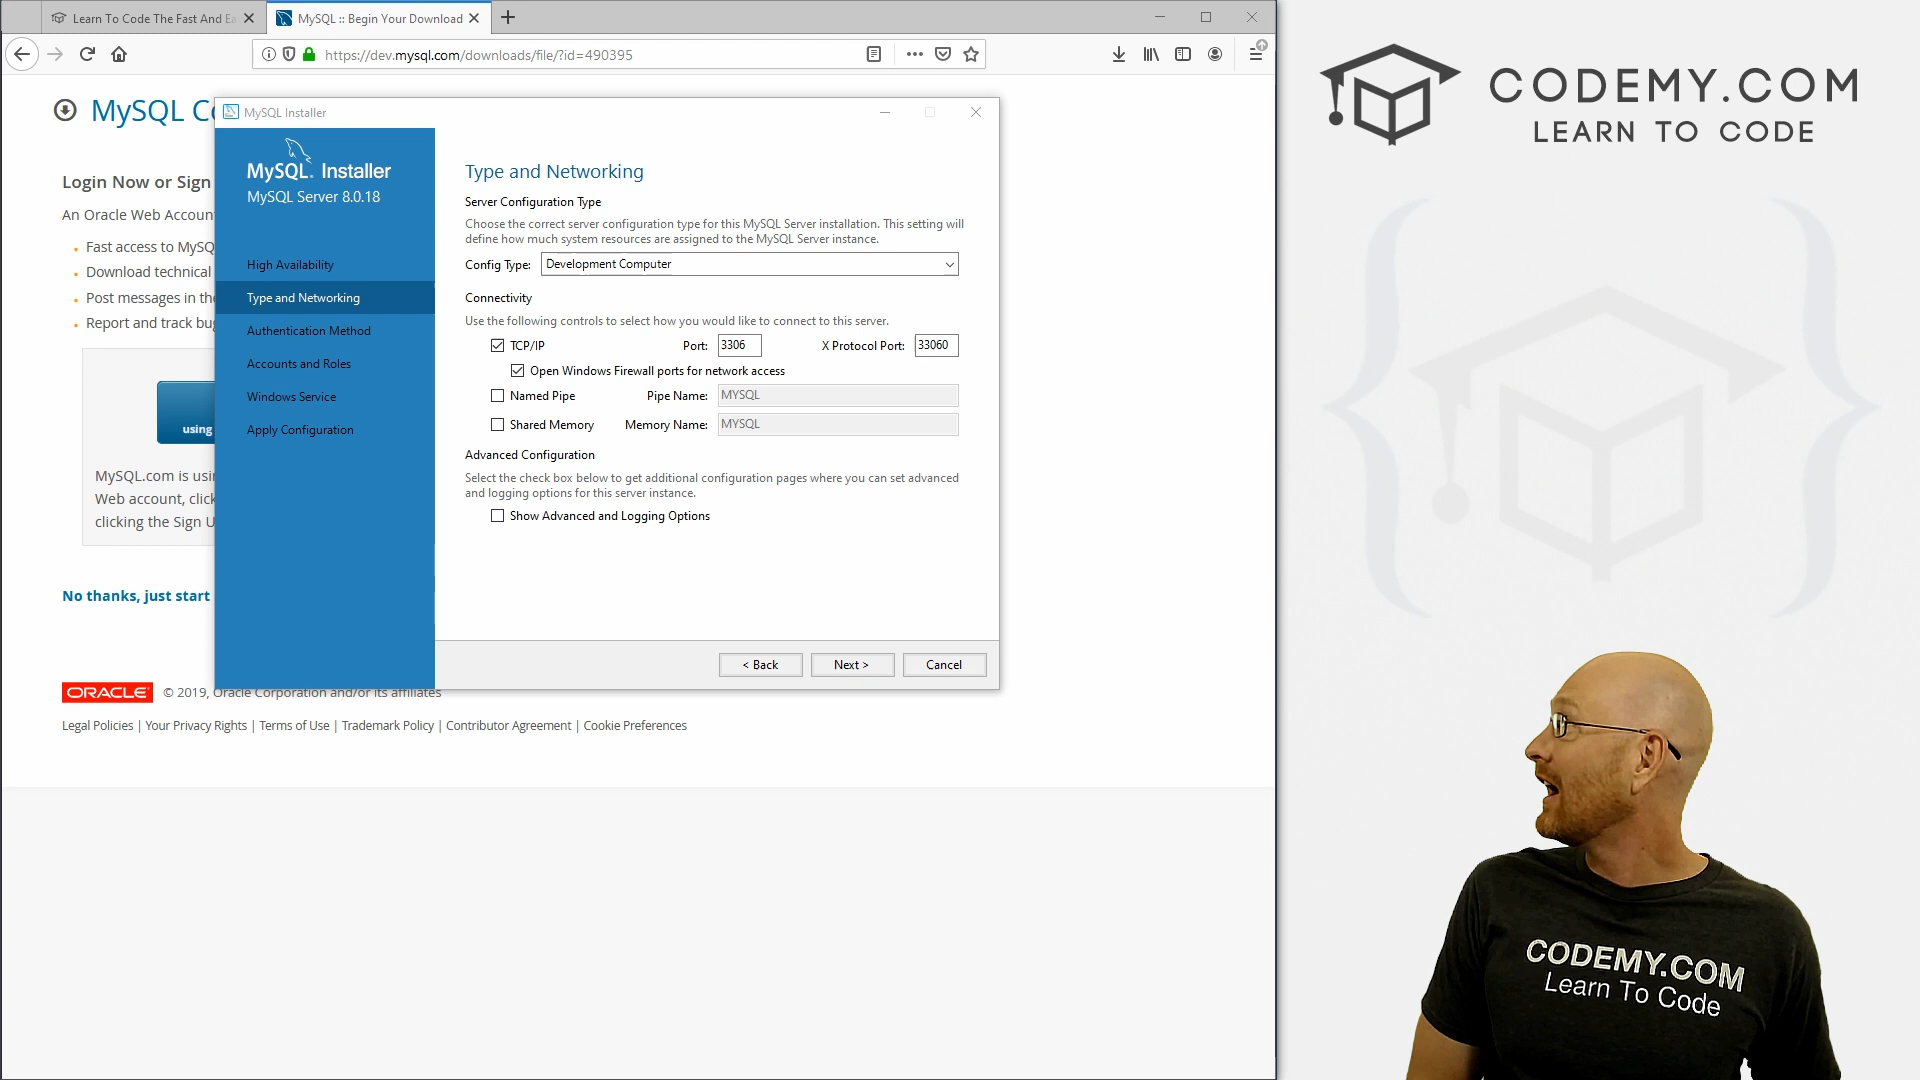 Learn To Code The Fast And Ea
MySQL :: Begin Your Download
https://dev.mysql.com/downloads/file/?id=490395
MySQL Co
Login Now or Sign
An Oracle Web Accoun
Fast access to MySQ
Download technical
Post messages in the
Report and track bug
using
MySQL.com is usin
Web account, click
clicking the Sign U
No thanks, just start
ORACLE
© 2019, Oracle Corporation and/or its affiliates
Legal Policies | Your Privacy Rights | Terms of Use | Trademark Policy | Contributor Agreement | Cookie Preferences
MySQL Installer
MySQL. Installer
MySQL Server 8.0.18
High Availability
Type and Networking
Authentication Method
Accounts and Roles
Windows Service
Apply Configuration
Type and Networking
Server Configuration Type
Choose the correct server configuration type for this MySQL Server installation. This setting will
define how much system resources are assigned to the MySQL Server instance.
Config Type: Development Computer
Connectivity
Use the following controls to select how you would like to connect to this server.
TCP/IP Port: 3306 X Protocol Port: 33060
Open Windows Firewall ports for network access
Named Pipe Pipe Name: MYSQL
Shared Memory Memory Name: MYSQL
Advanced Configuration
Select the check box below to get additional configuration pages where you can set advanced
and logging options for this server instance.
Show Advanced and Logging Options
< Back Next > Cancel
CODEMY.COM
LEARN TO CODE
CODEMY.COM
Learn To Code